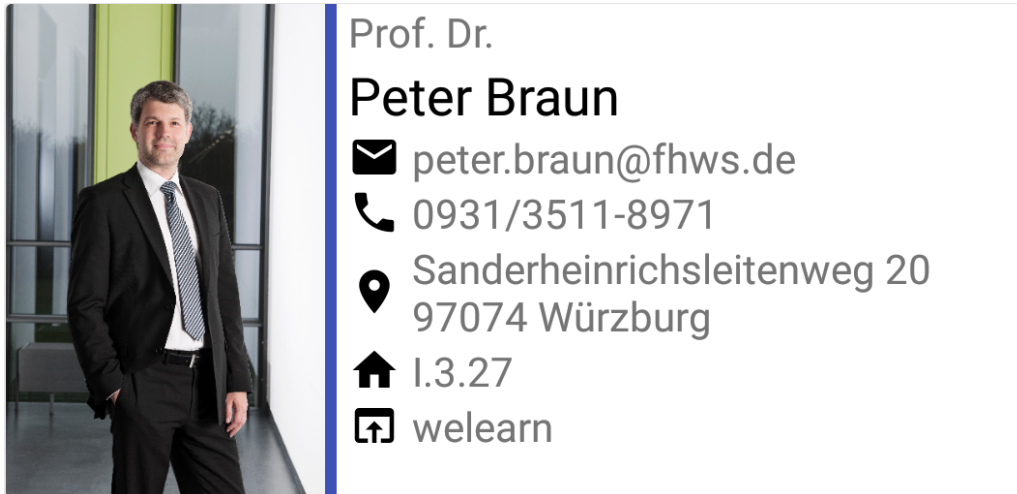 Prof. Dr.
Peter Braun
peter.braun@fhws.de
0931/3511-8971
Sanderheinrichsleitenweg 20
97074 Würzburg
I.3.27
welearn